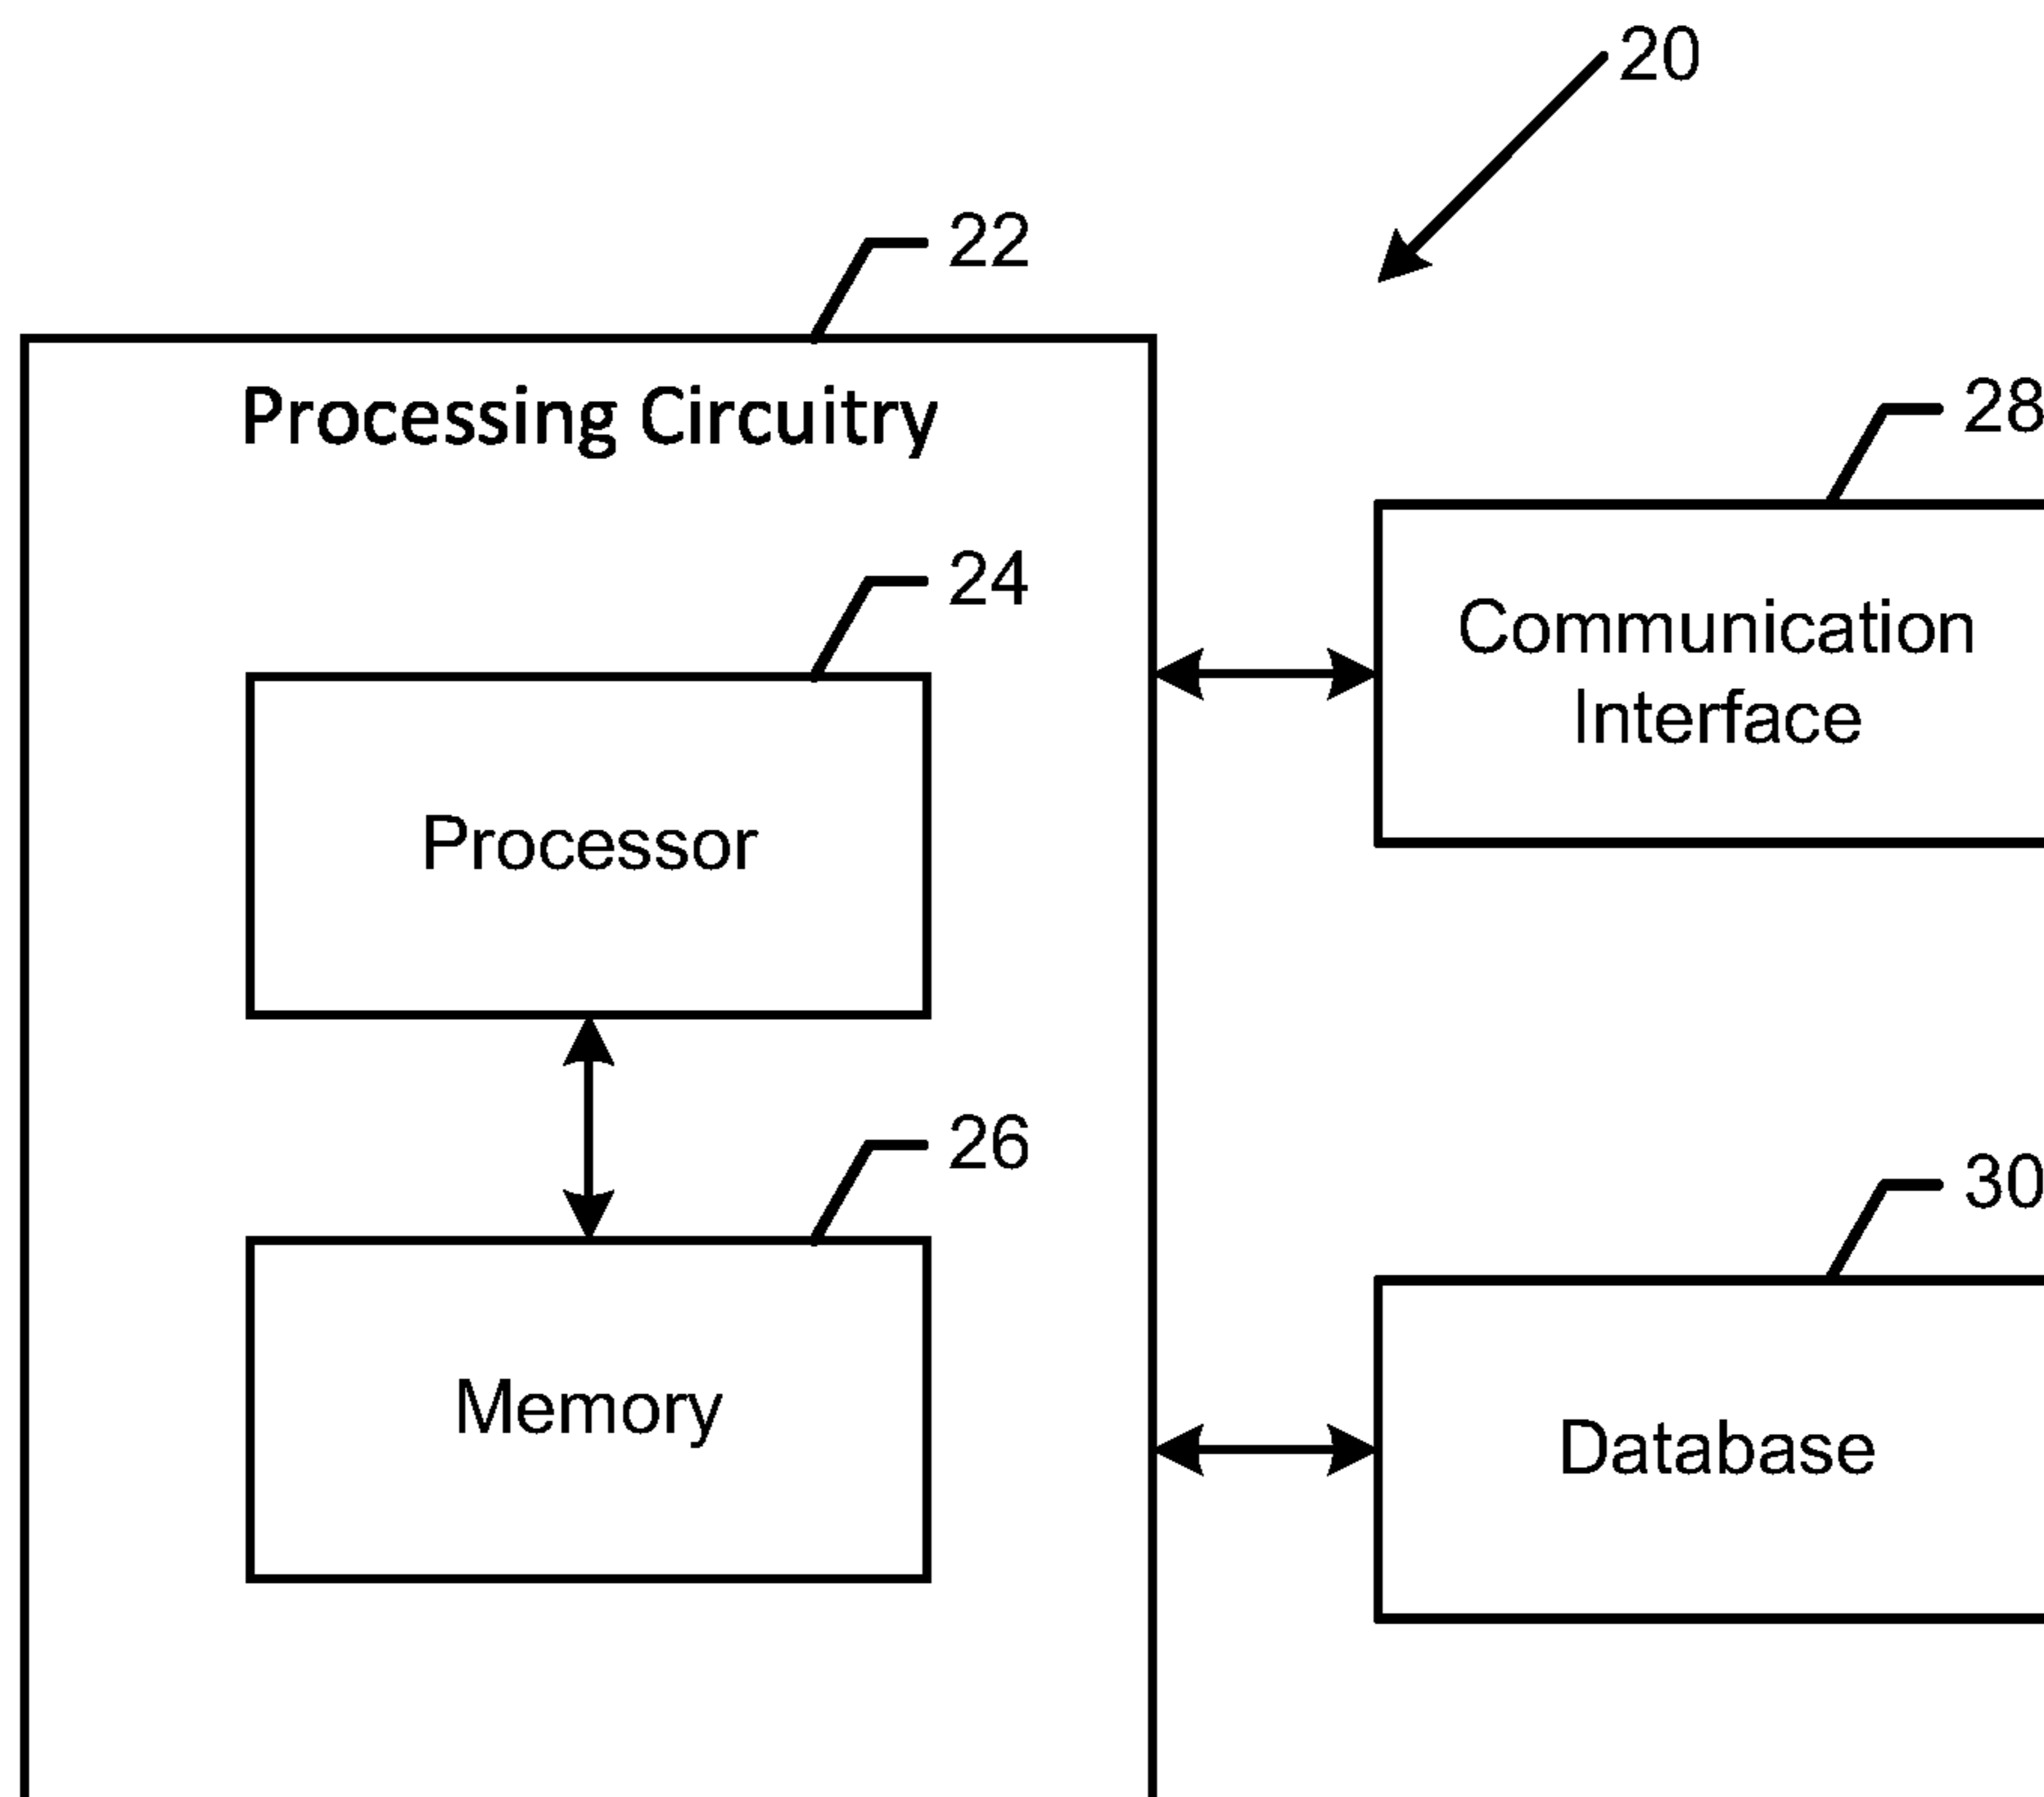 20
22
Processing Circuitry
28
24
Communication
Interface
Processor
26
30
Memory
Database